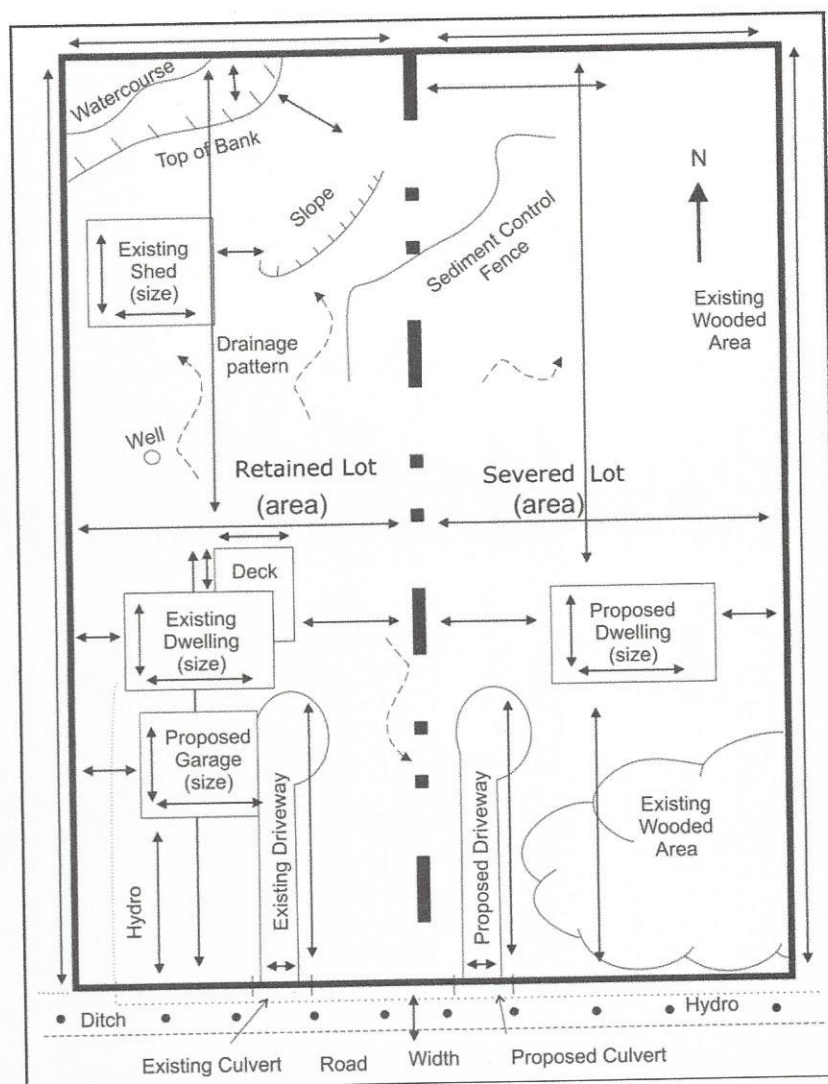 Watercourse
Top of Bank
Slope
N
Sediment Control
Fence
Existing
Shed
(size)
Existing
Wooded
Area
Drainage
pattern
Well
Retained Lot
(area)
Severed Lot
(area)
Deck
Existing
Dwelling
(size)
Proposed
Dwelling
(size)
Proposed
Garage
(size)
Existing
Wooded
Area
Hydro
Existing Driveway
Proposed Driveway
Ditch
Hydro
Existing Culvert
Road
Width
Proposed Culvert